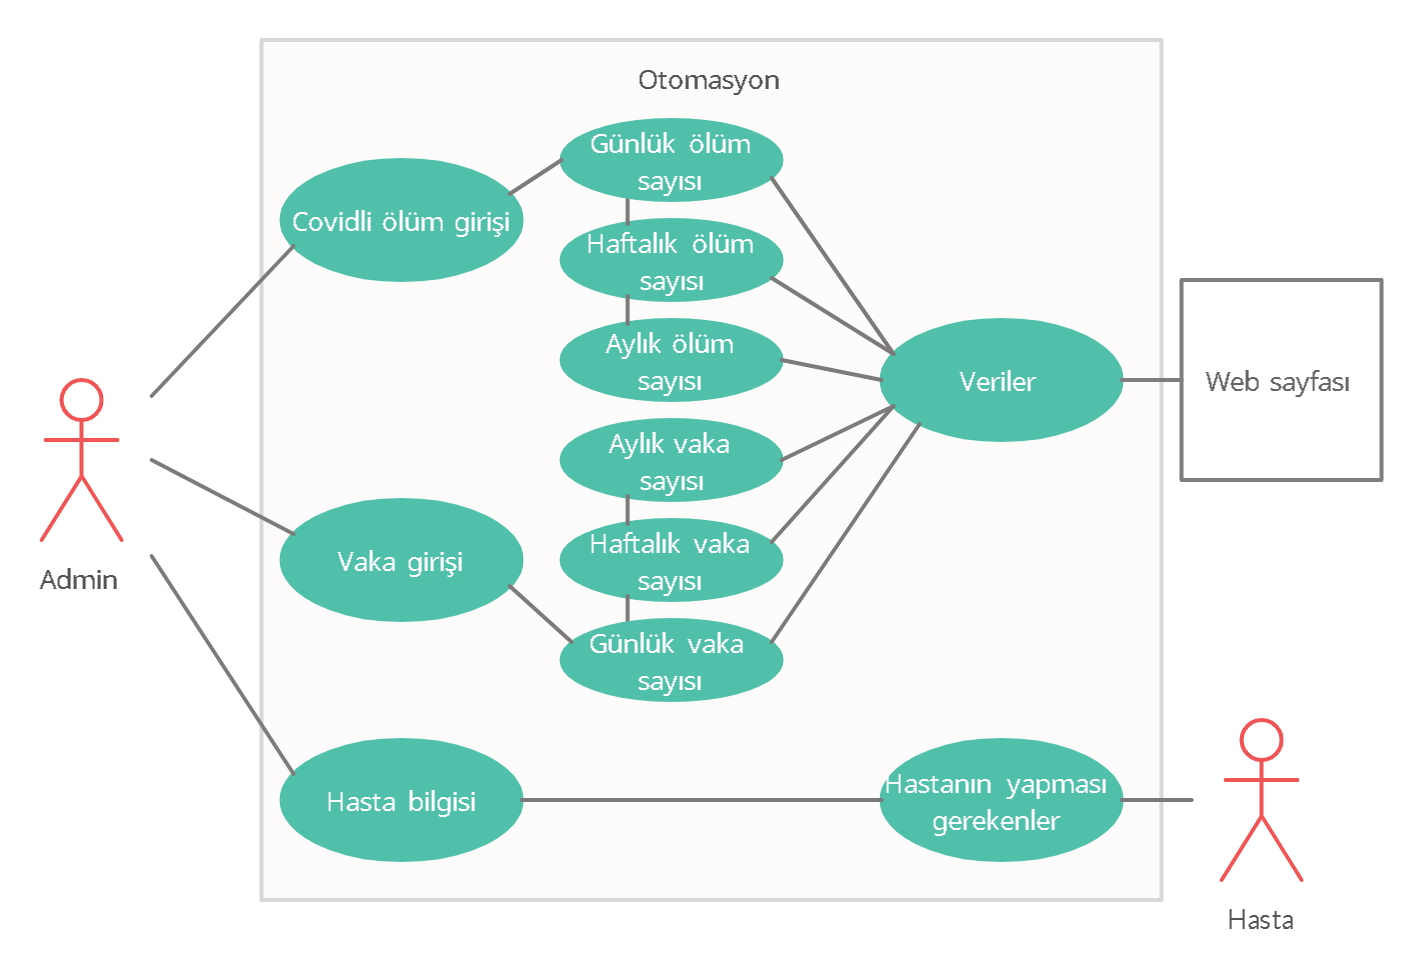 Otomasyon
Günlük ölüm
sayısı
Covidli ölüm girişi
Haftalık ölüm
sayısı
Aylık ölüm
sayısı
Veriler
Web sayfası
Aylık vaka
sayısı
Haftalık vaka
sayısı
Vaka girişi
Admin
Günlük vaka
sayısı
Hasta bilgisi
Hastanın yapması
gerekenler
Hasta